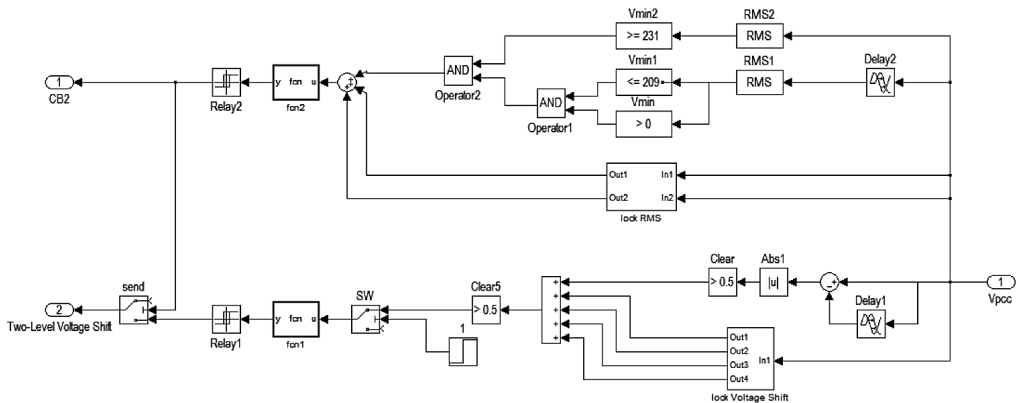 Vmin2
>= 231
RMS2
RMS
Vmin1
<= 209
RMS1
RMS
Delay2
1
CB2
Relay2
y fcn u
fcn2
+
+
+
AND
Operator2
AND
Operator1
Vmin
> 0
Out1
Out2
In1
In2
lock RMS
send
2
Two-Level Voltage Shift
Relay1
y fcn u
fcn1
SW
1
Clear5
> 0.5
+
+
+
+
+
Clear
> 0.5
Abs1
|u|
-
+
Delay1
1
Vpcc
Out1
Out2
Out3
Out4
In1
lock Voltage Shift